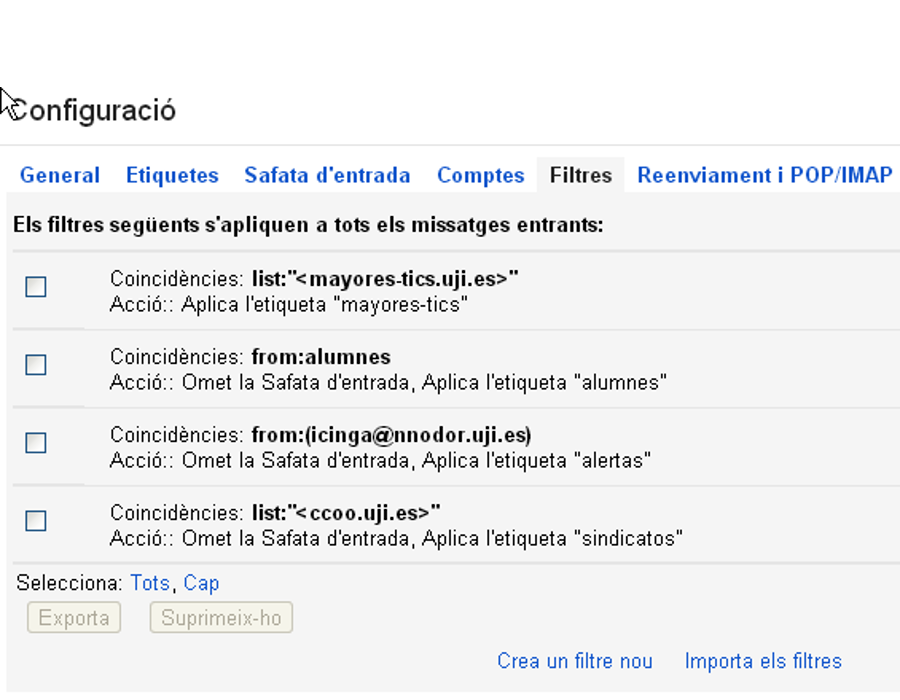 Configuració
General Etiquetes Safata d'entrada Comptes Filtres Reenviament i POP/IMAP
Els filtres següents s'apliquen a tots els missatges entrants:
Coincidències: list:"<mayores-tics.uji.es>"
Acció:: Aplica l'etiqueta "mayores-tics"
Coincidències: from:alumnes
Acció:: Omet la Safata d'entrada, Aplica l'etiqueta "alumnes"
Coincidències: from:(icinga@nnodor.uji.es)
Acció:: Omet la Safata d'entrada, Aplica l'etiqueta "alertas"
Coincidències: list:"<ccoo.uji.es>"
Acció:: Omet la Safata d'entrada, Aplica l'etiqueta "sindicatos"
Selecciona: Tots, Cap
Exporta Suprimeix-ho
Crea un filtre nou Importa els filtres